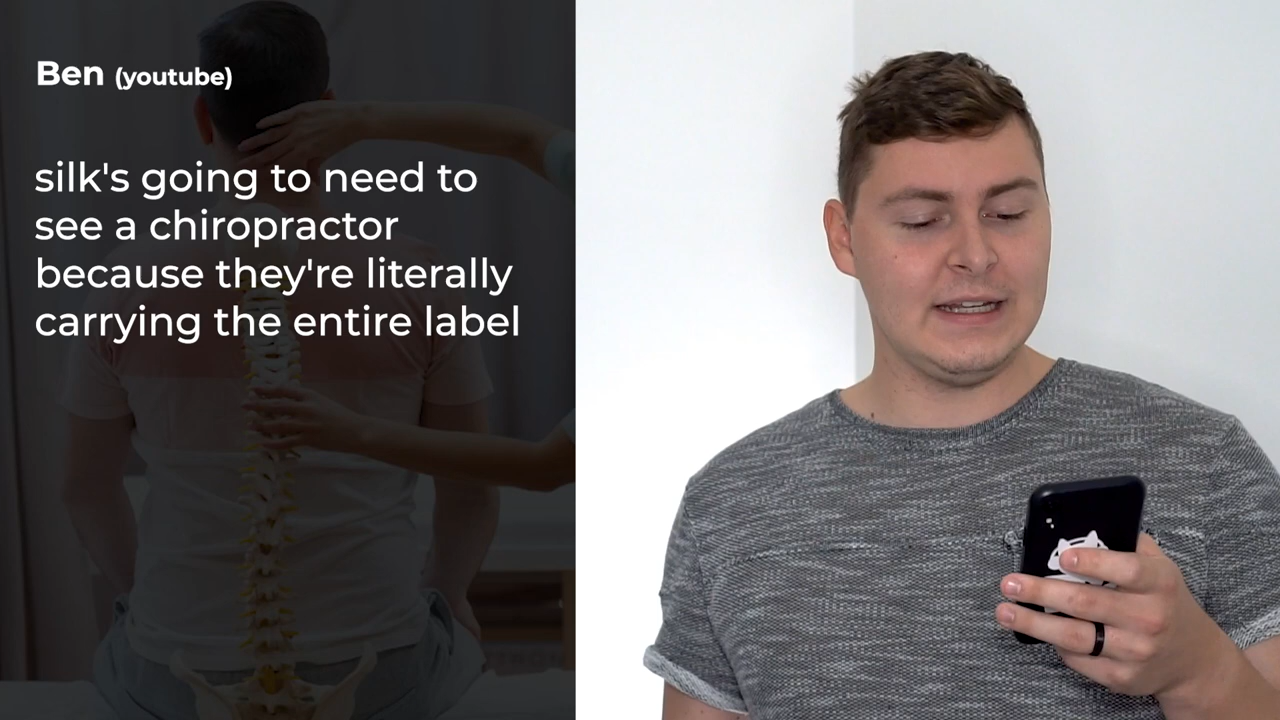 Ben (youtube)
silk's going to need to
see a chiropractor
because they're literally
carrying the entire label